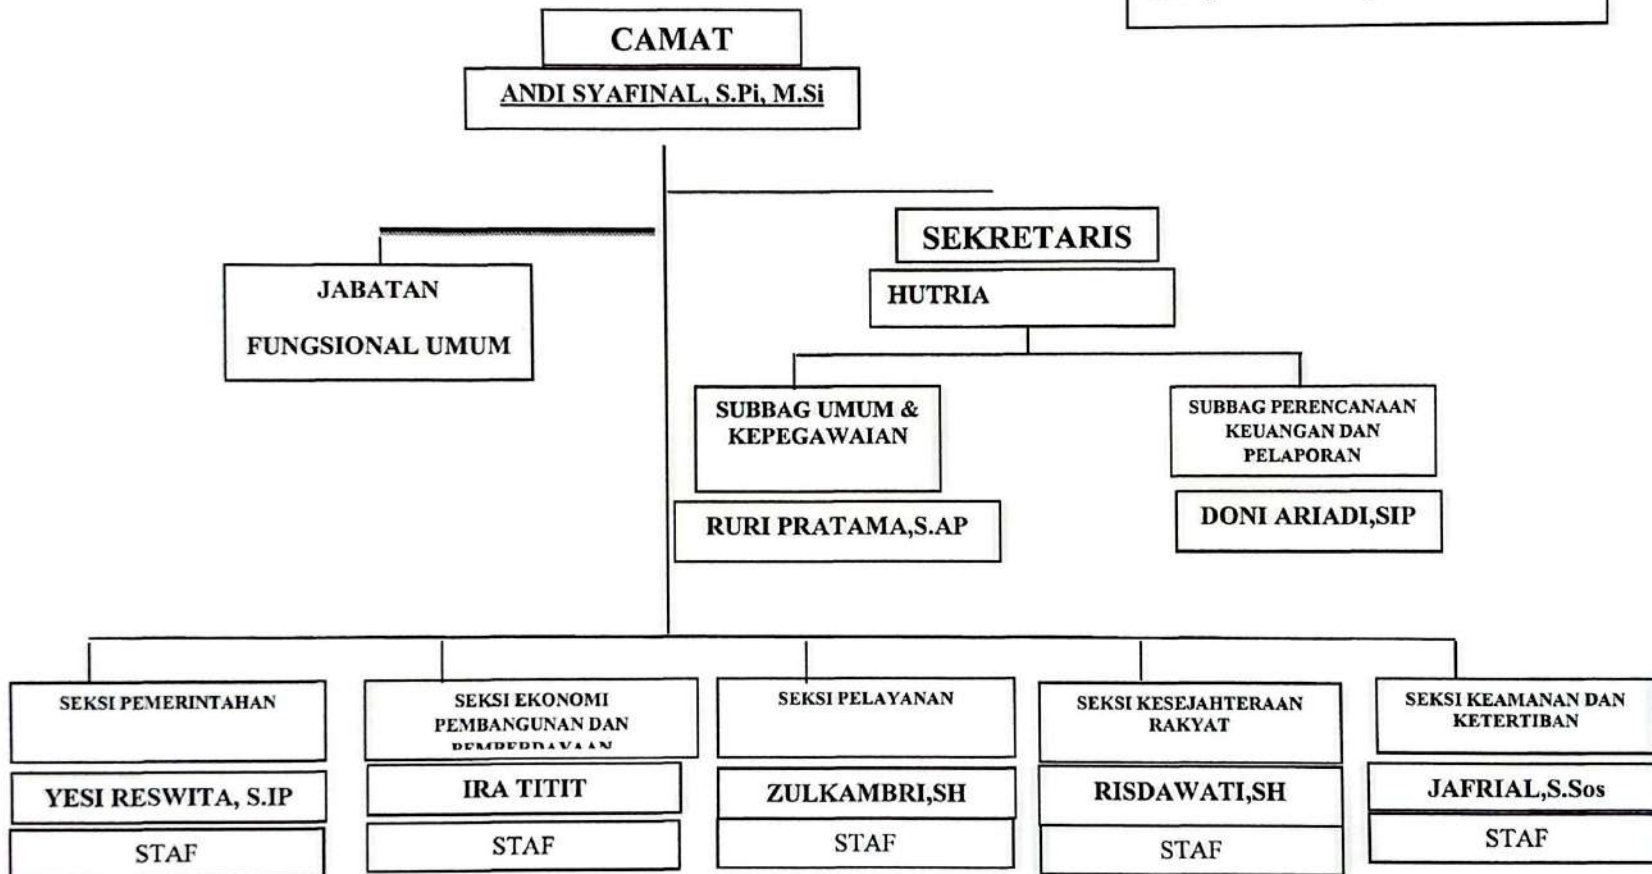 CAMAT
ANDI SYAFINAL, S.Pi, M.Si
SEKRETARIS
HUTRIA
JABATAN
FUNGSIONAL UMUM
SUBBAG UMUM &
KEPEGAWAIAN
RURI PRATAMA,S.AP
SUBBAG PERENCANAAN
KEUANGAN DAN
PELAPORAN
DONI ARIADI,SIP
SEKSI PEMERINTAHAN
YESI RESWITA, S.IP
STAF
SEKSI EKONOMI
PEMBANGUNAN DAN
PEMBERDAYAAN
IRA TITIT
STAF
SEKSI PELAYANAN
ZULKAMBRI,SH
STAF
SEKSI KESEJAHTERAAN
RAKYAT
RISDAWATI,SH
STAF
SEKSI KEAMANAN DAN
KETERTIBAN
JAFRIAL,S.Sos
STAF